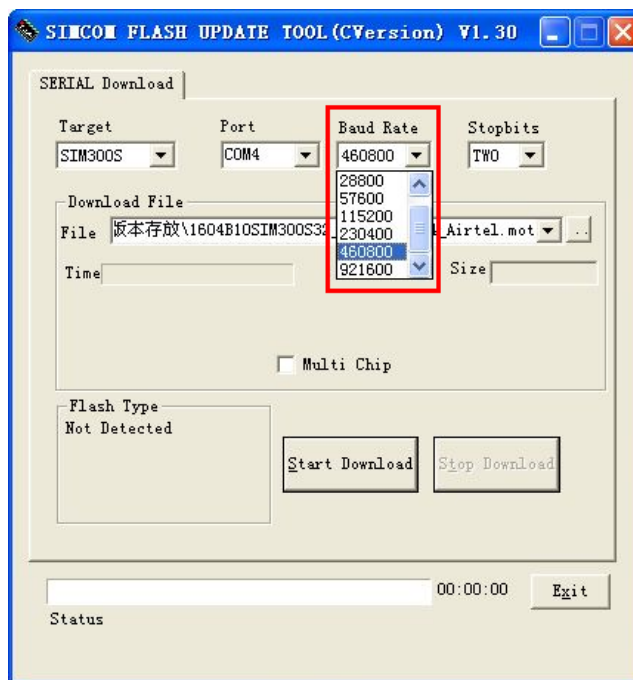 SIMCOM FLASH UPDATE TOOL(CVersion) V1.30
SERIAL Download
Target
Port
Baud Rate
Stopbits
SIM300S
COM4
460800
TWO
28800
57600
115200
230400
460800
921600
Download File
File
版本存放\1604B10SIM300S32_
_Airtel.mot
..
Time
Size
Multi Chip
Flash Type
Not Detected
Start Download
Stop Download
00:00:00
Exit
Status